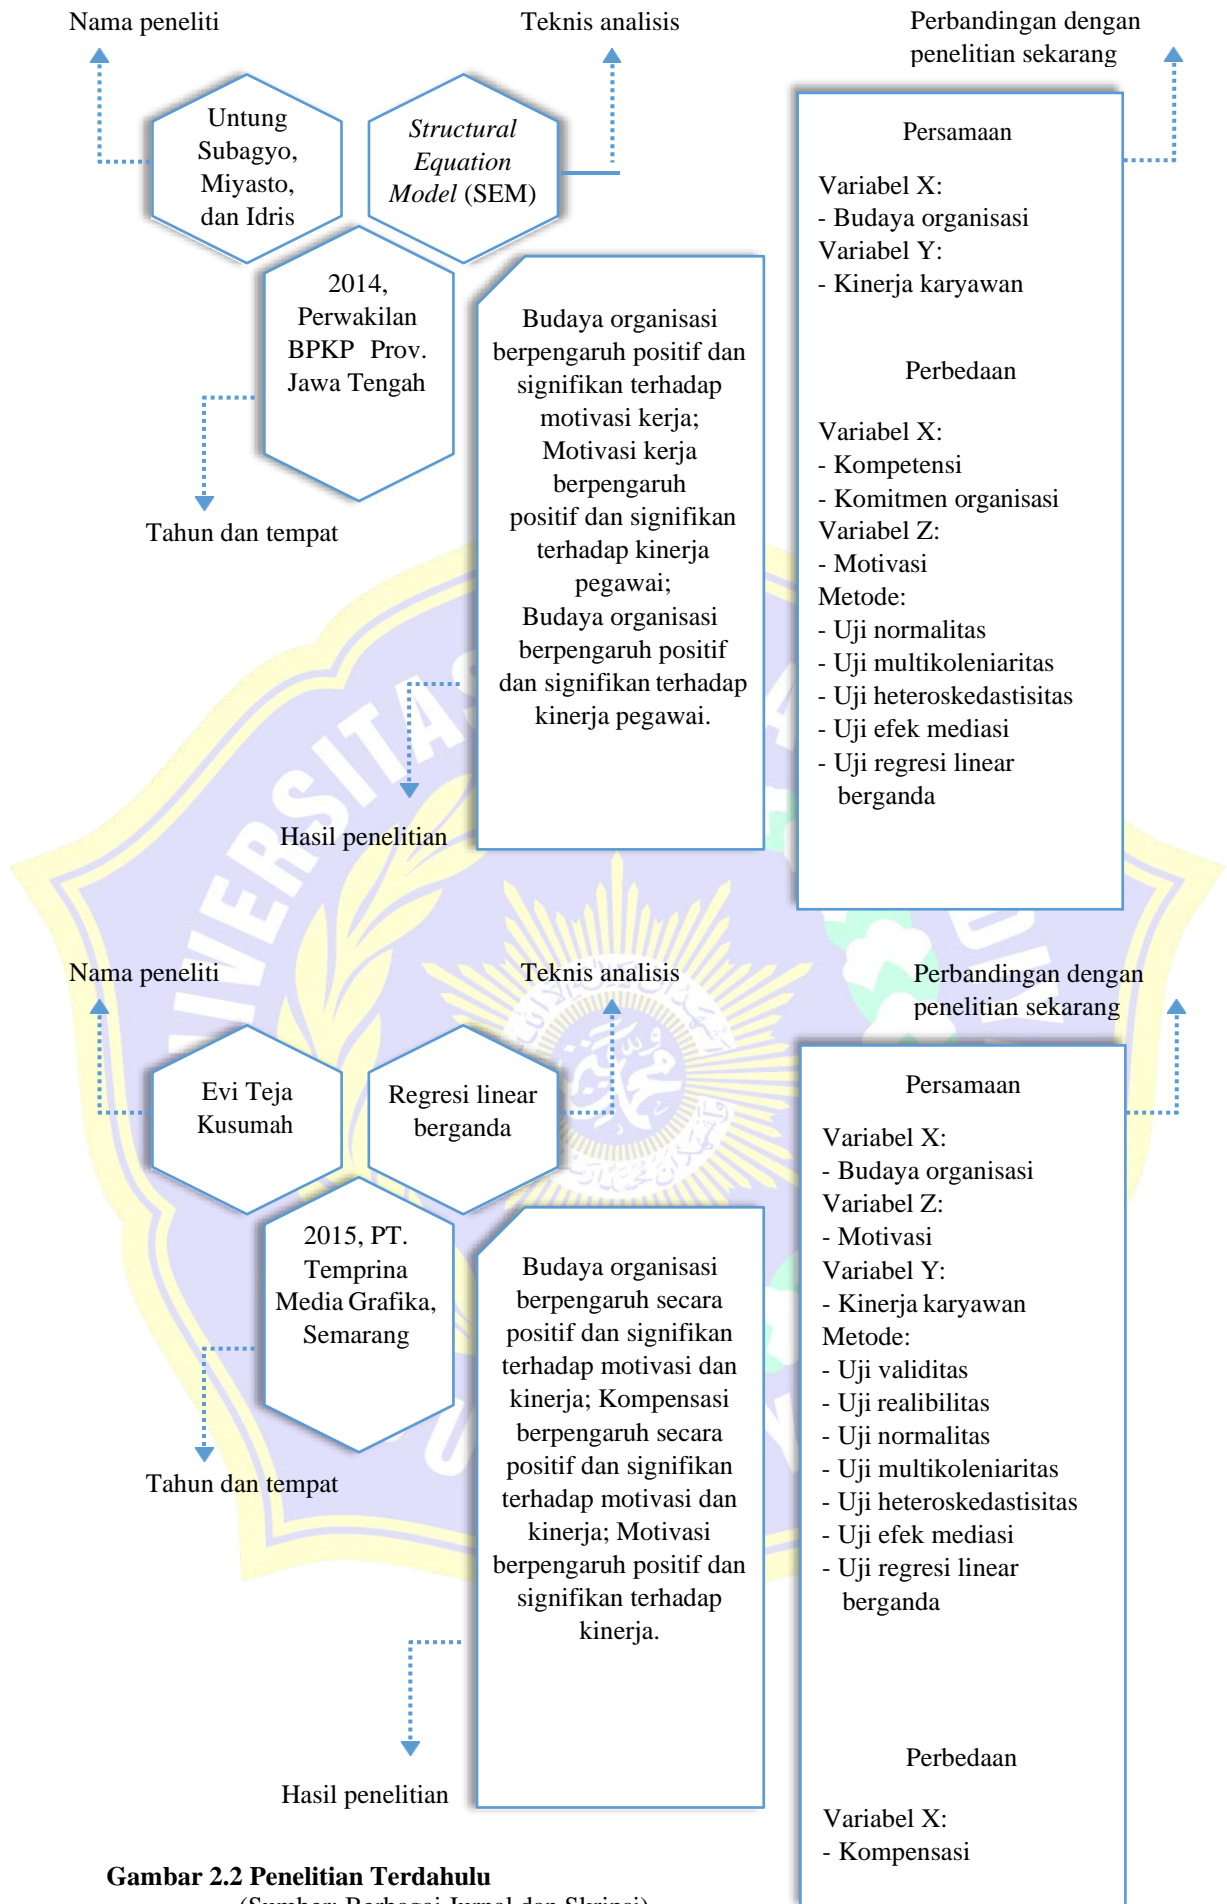 Nama peneliti
Teknis analisis
Perbandingan dengan
penelitian sekarang
Untung
Subagyo,
Miyasto,
dan Idris
Structural
Equation
Model (SEM)
2014,
Perwakilan
BPKP Prov.
Jawa Tengah
Tahun dan tempat
Budaya organisasi
berpengaruh positif dan
signifikan terhadap
motivasi kerja;
Motivasi kerja
berpengaruh
positif dan signifikan
terhadap kinerja
pegawai;
Budaya organisasi
berpengaruh positif
dan signifikan terhadap
kinerja pegawai.
Hasil penelitian
Persamaan
Variabel X:
- Budaya organisasi
Variabel Y:
- Kinerja karyawan
Perbedaan
Variabel X:
- Kompetensi
- Komitmen organisasi
Variabel Z:
- Motivasi
Metode:
- Uji normalitas
- Uji multikoleniaritas
- Uji heteroskedastisitas
- Uji efek mediasi
- Uji regresi linear
berganda
Nama peneliti
Teknis analisis
Perbandingan dengan
penelitian sekarang
Evi Teja
Kusumah
Regresi linear
berganda
2015, PT.
Temprina
Media Grafika,
Semarang
Tahun dan tempat
Budaya organisasi
berpengaruh secara
positif dan signifikan
terhadap motivasi dan
kinerja; Kompensasi
berpengaruh secara
positif dan signifikan
terhadap motivasi dan
kinerja; Motivasi
berpengaruh positif dan
signifikan terhadap
kinerja.
Hasil penelitian
Persamaan
Variabel X:
- Budaya organisasi
Variabel Z:
- Motivasi
Variabel Y:
- Kinerja karyawan
Metode:
- Uji validitas
- Uji realibilitas
- Uji normalitas
- Uji multikoleniaritas
- Uji heteroskedastisitas
- Uji efek mediasi
- Uji regresi linear
berganda
Perbedaan
Variabel X:
- Kompensasi
Gambar 2.2 Penelitian Terdahulu
(Sumber: Berbagai Jurnal dan Skripsi)